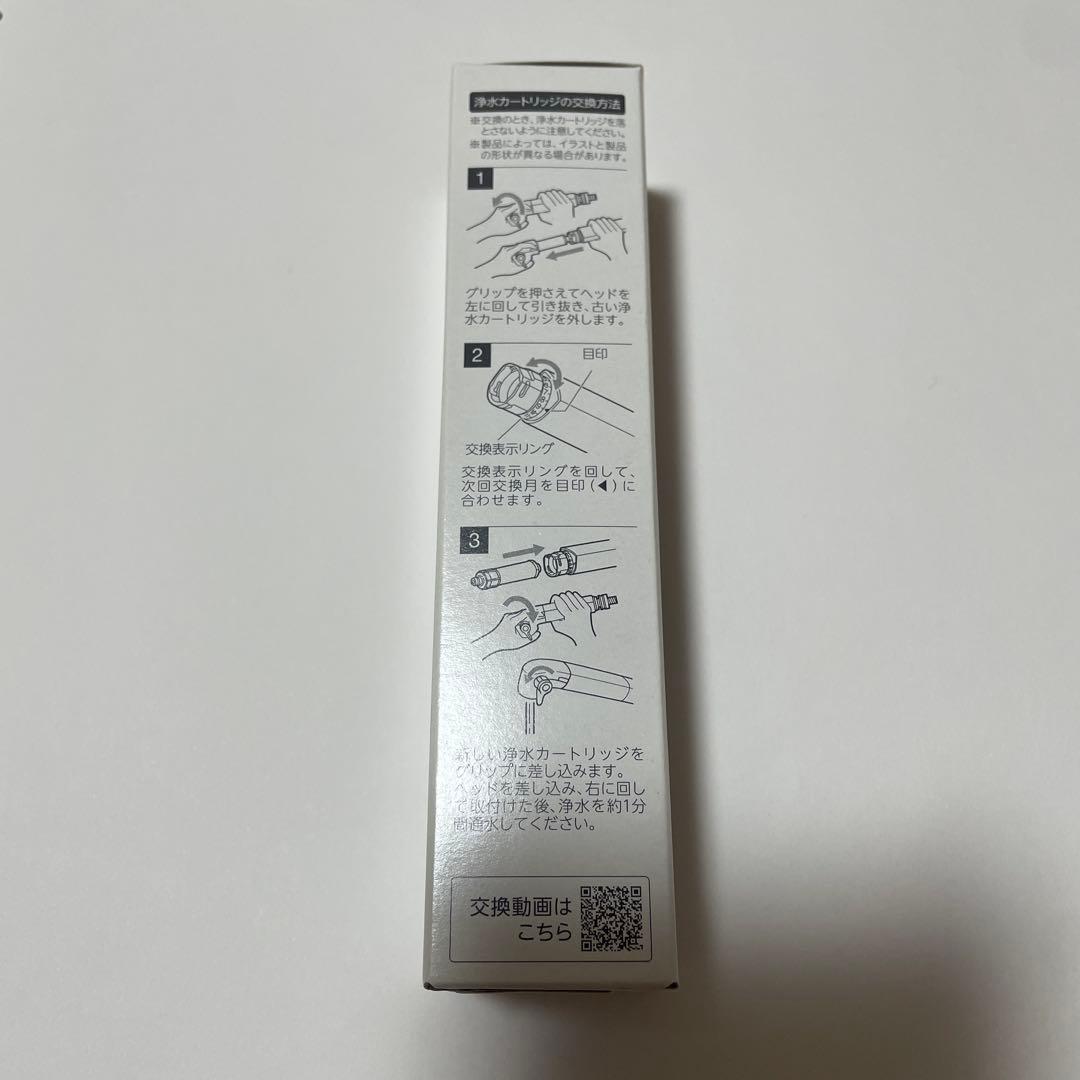 浄水カートリッジの交換方法
※交換のとき、浄水カートリッジを落
とさないように注意してください。
※製品によっては、イラストと製品
の形状が異なる場合があります。
1
グリップを押さえてヘッドを
左に回して引き抜き、古い浄
水カートリッジを外します。
2
目印
交換表示リング
交換表示リングを回して、
次回交換月を目印(◀)に
合わせます。
3
新しい浄水カートリッジを
グリップに差し込みます。
ヘッドを差し込み、右に回し
て取付けた後、浄水を約1分
間通水してください。
交換動画は
こちら